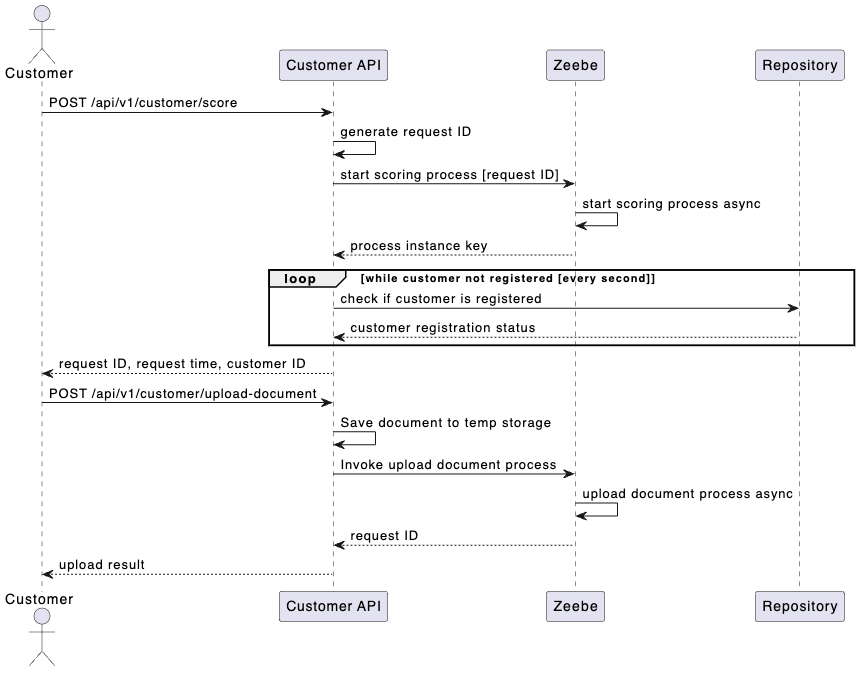 Customer
Customer API
Zeebe
Repository
POST /api/v1/customer/score
generate request ID
start scoring process [request ID]
start scoring process async
process instance key
loop [while customer not registered [every second]]
check if customer is registered
customer registration status
request ID, request time, customer ID
POST /api/v1/customer/upload-document
Save document to temp storage
Invoke upload document process
upload document process async
request ID
upload result
Customer
Customer API
Zeebe
Repository